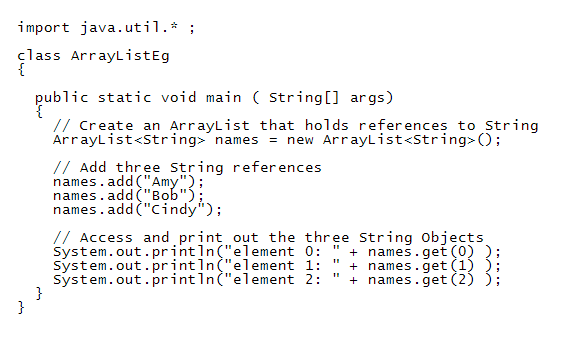 import java.util.* ;
class ArrayListEg
{
public static void main ( String[] args)
{
// Create an ArrayList that holds references to String
ArrayList<String> names = new ArrayList<String>();
// Add three String references
names.add("Amy");
names.add("Bob");
names.add("Cindy");
// Access and print out the three String Objects
System.out.println("element 0: " + names.get(0) );
System.out.println("element 1: " + names.get(1) );
System.out.println("element 2: " + names.get(2) );
}
}